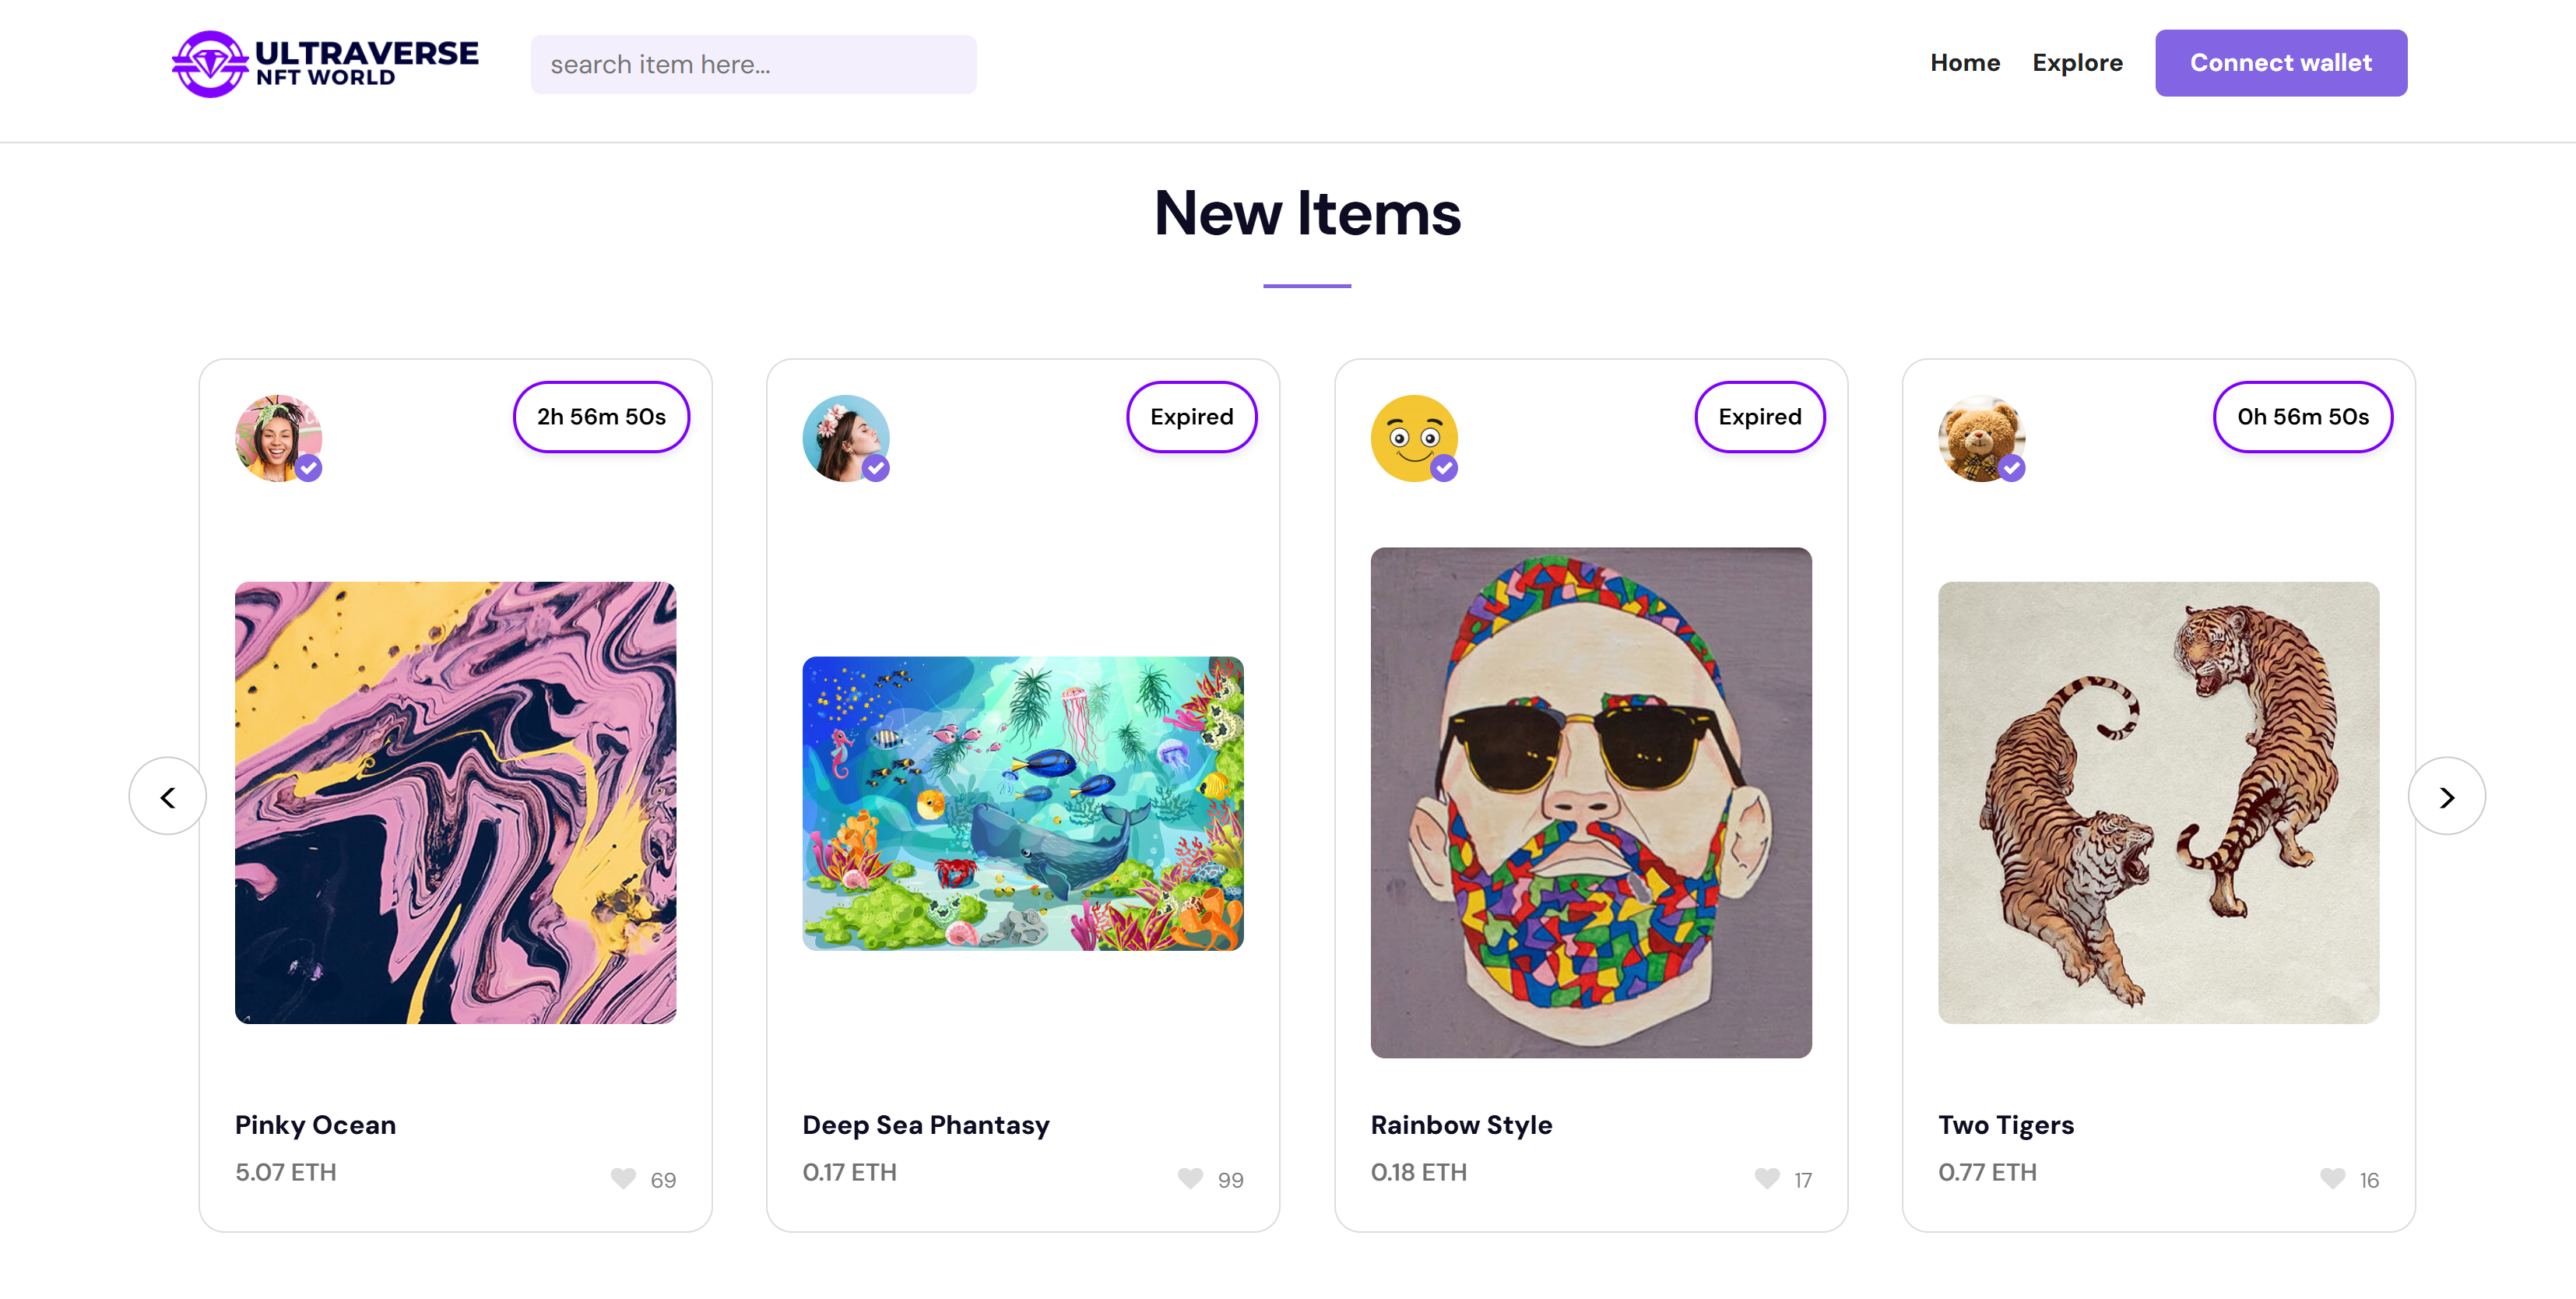 ULTRAVERSE
NFT WORLD
search item here...
Home
Explore
Connect wallet
New Items
2h 56m 50s
Expired
Expired
0h 56m 50s
Pinky Ocean
5.07 ETH
69
Deep Sea Phantasy
0.17 ETH
99
Rainbow Style
0.18 ETH
17
Two Tigers
0.77 ETH
16